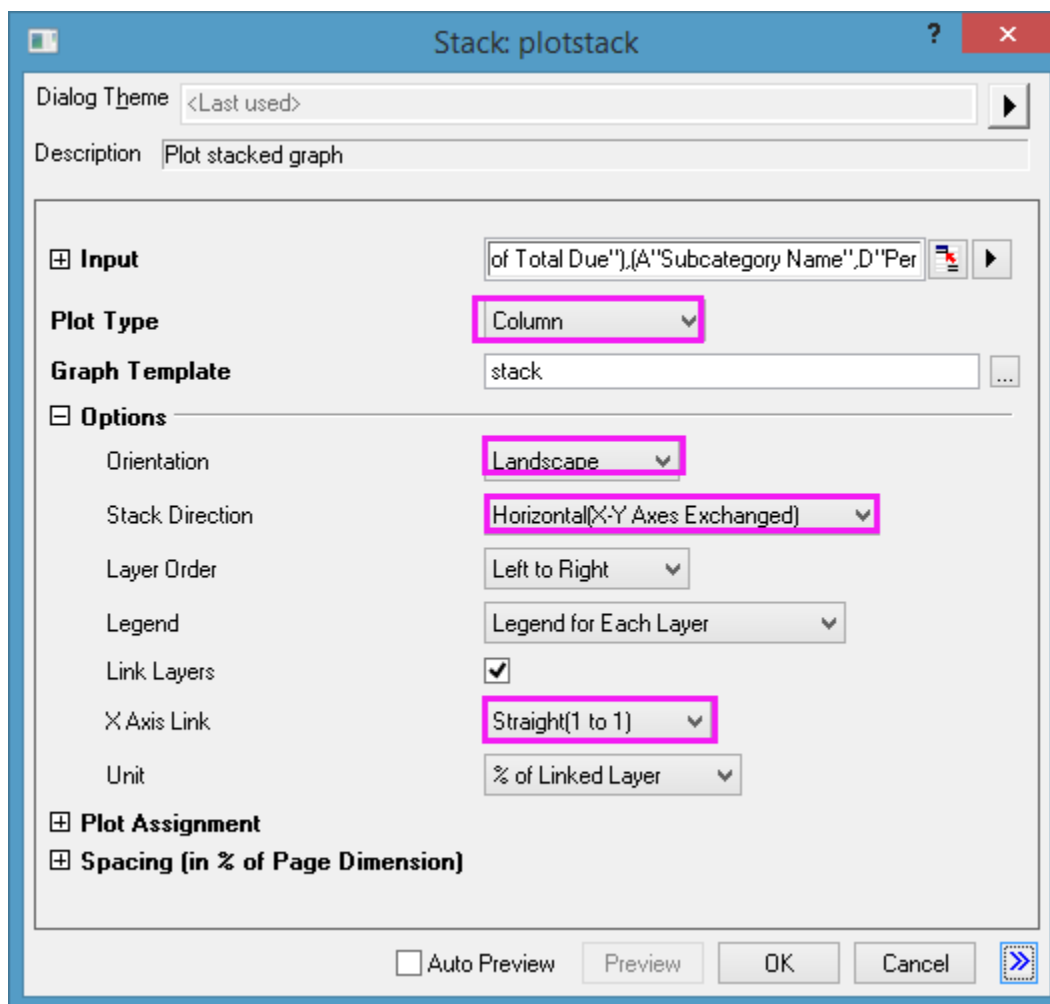 Stack: plotstack
?
Dialog Theme <Last used>
Description Plot stacked graph
Input of Total Due"),(A"Subcategory Name",D"Per
Plot Type Column
Graph Template stack ...
Options
Orientation Landscape
Stack Direction Horizontal(X-Y Axes Exchanged)
Layer Order Left to Right
Legend Legend for Each Layer
Link Layers
X Axis Link Straight(1 to 1)
Unit % of Linked Layer
Plot Assignment
Spacing (in % of Page Dimension)
Auto Preview Preview OK Cancel